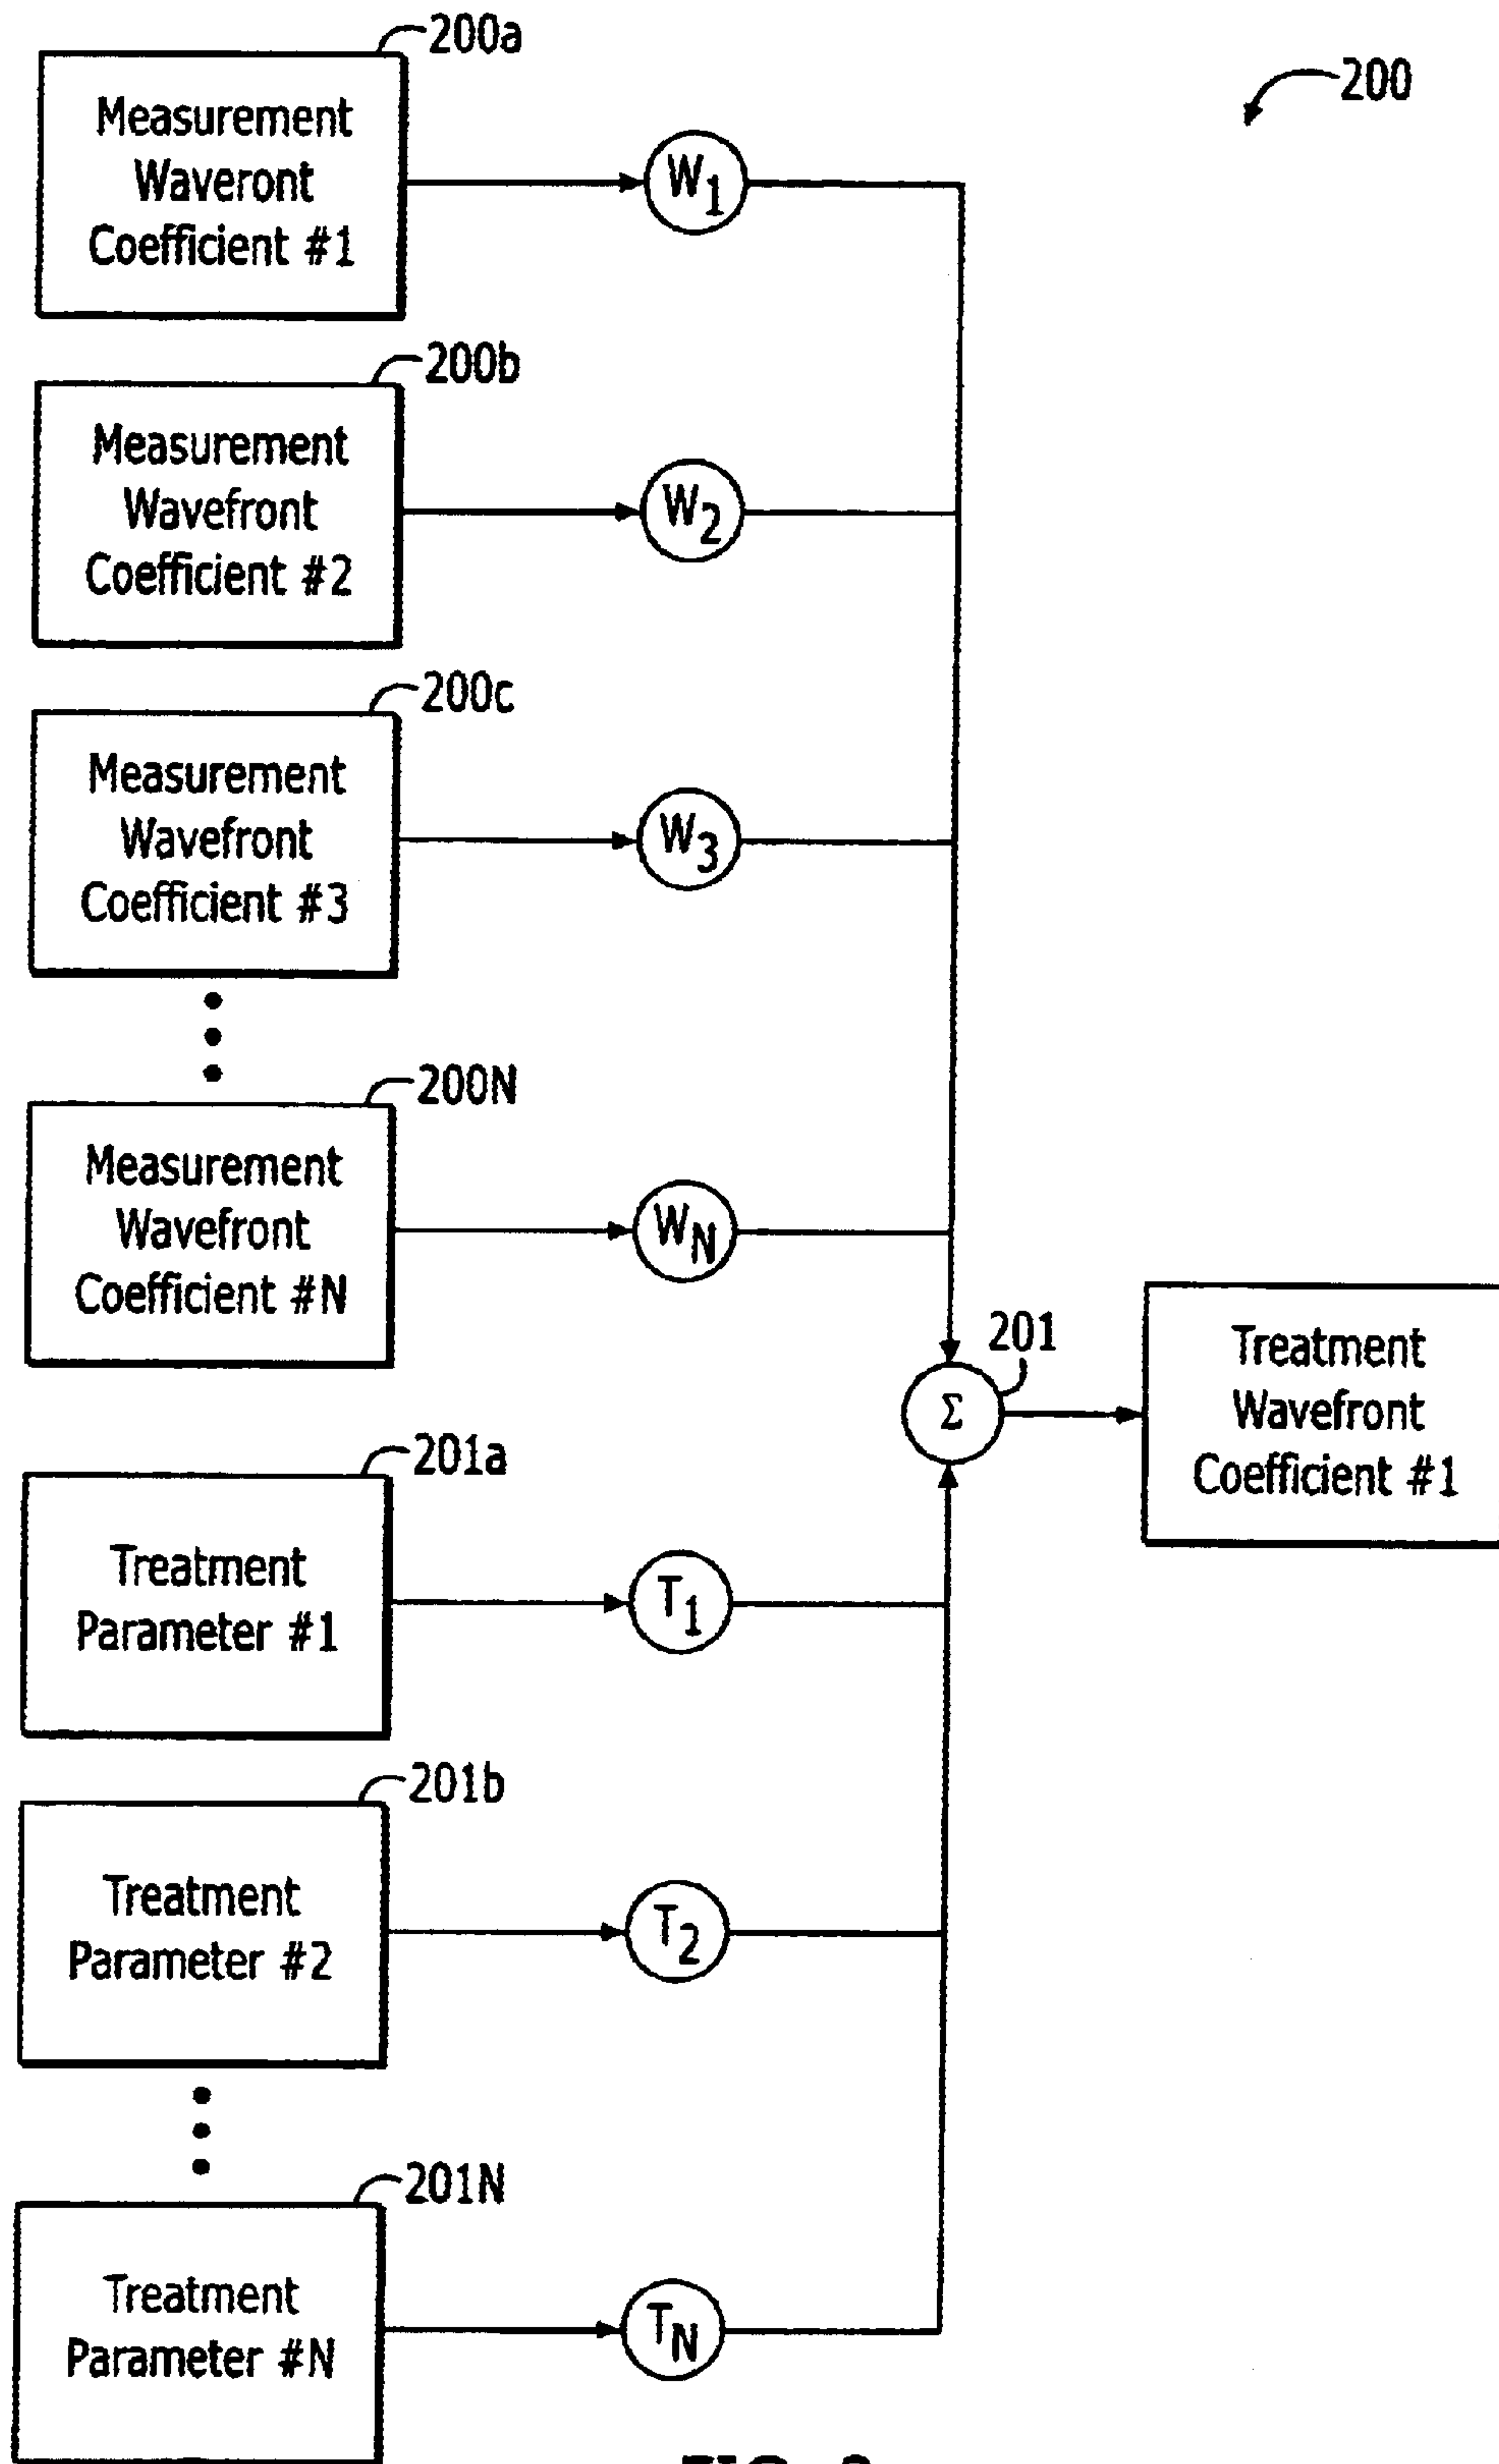 200a
200
Measurement
Waveront
Coefficient #1
W1
200b
Measurement
Wavefront
Coefficient #2
W2
200c
Measurement
Wavefront
Coefficient #3
W3
200N
Measurement
Wavefront
Coefficient #N
WN
201
Σ
Treatment
Wavefront
Coefficient #1
201a
Treatment
Parameter #1
T1
201b
Treatment
Parameter #2
T2
201N
Treatment
Parameter #N
TN